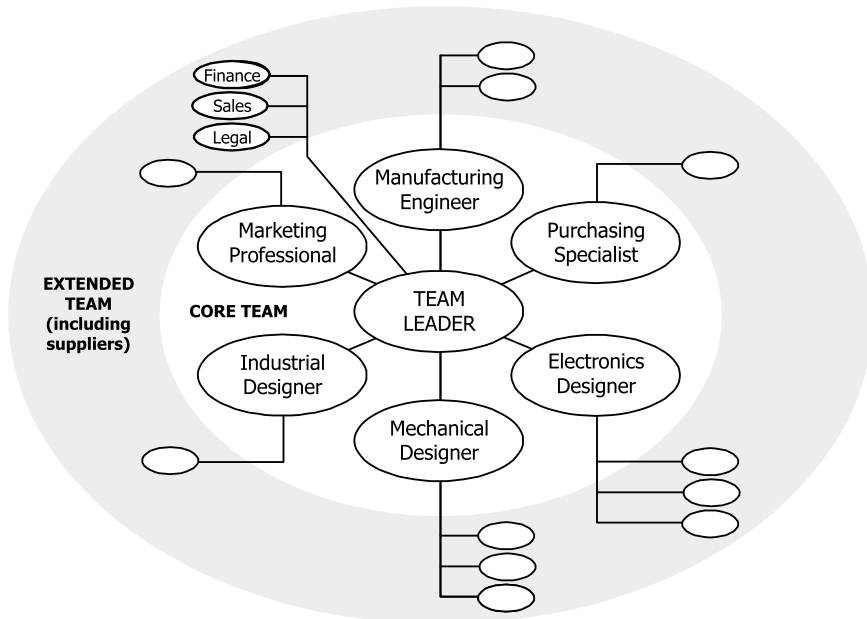 Finance
Sales
Legal
Manufacturing
Engineer
Marketing
Professional
Purchasing
Specialist
EXTENDED
TEAM
(including
suppliers)
CORE TEAM
TEAM
LEADER
Industrial
Designer
Electronics
Designer
Mechanical
Designer